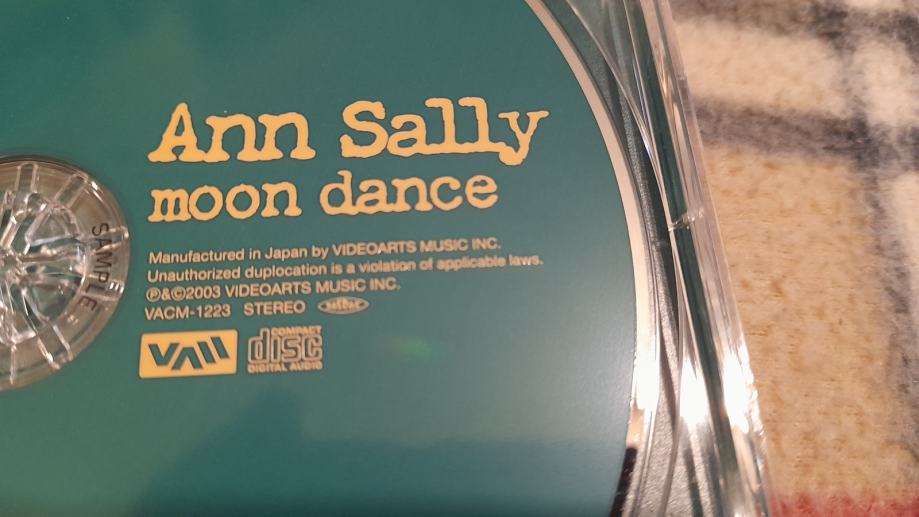 Ann Sally
moon dance
Manufactured in Japan by VIDEOARTS MUSIC INC.
Unauthorized duplocation is a violation of applicable laws.
℗&©2003 VIDEOARTS MUSIC INC.
VACM-1223 STEREO
VAM
COMPACT
disc
DIGITAL AUDIO
SAMPLE